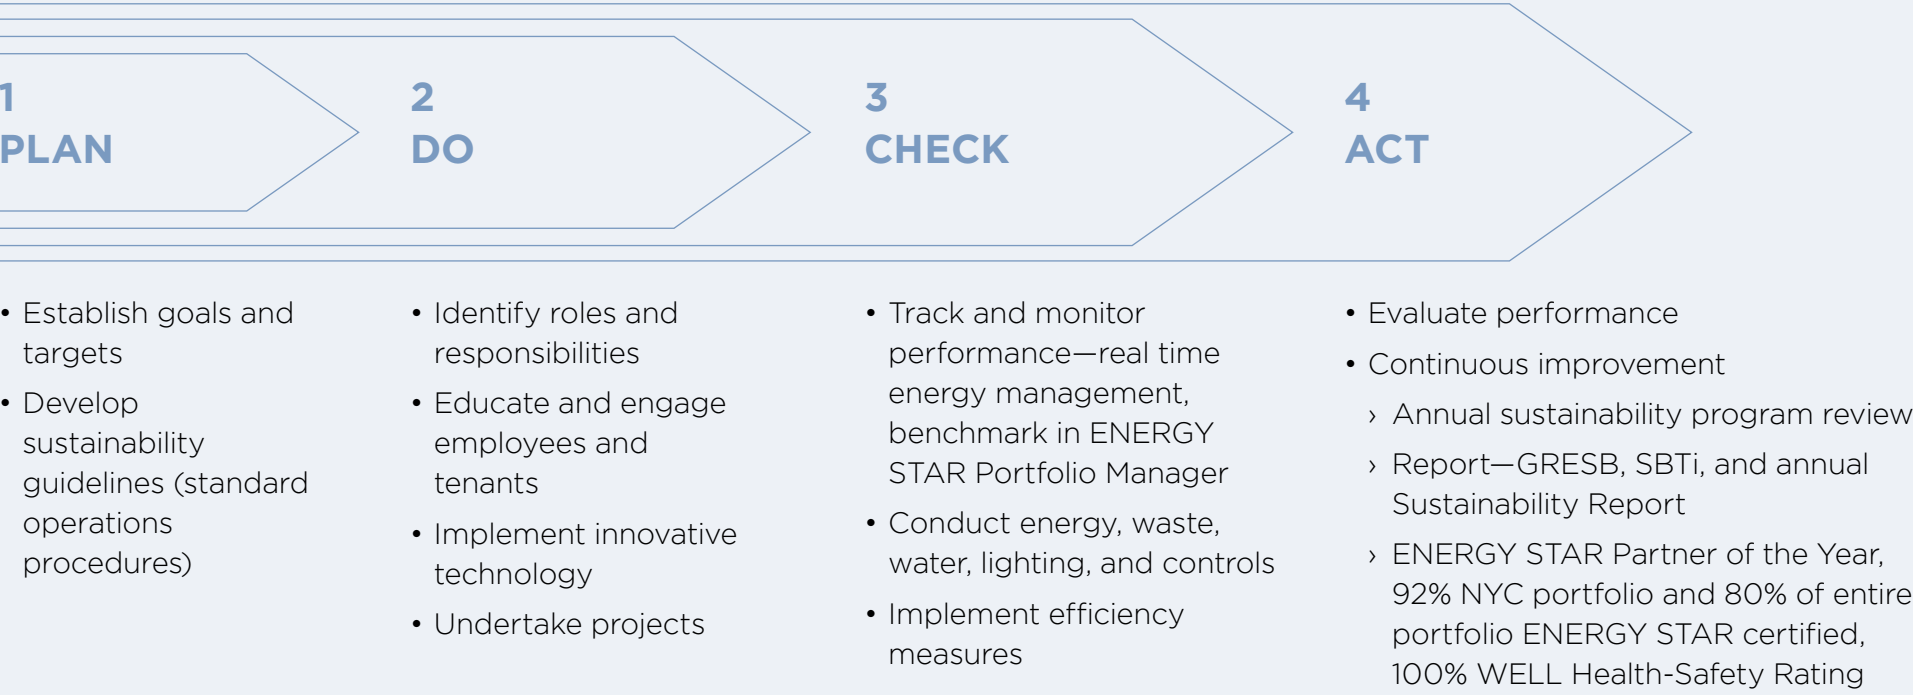 1
PLAN
• Establish goals and
targets
• Develop
sustainability
guidelines (standard
operations
procedures)
2
DO
• Identify roles and
responsibilities
• Educate and engage
employees and
tenants
• Implement innovative
technology
• Undertake projects
3
CHECK
• Track and monitor
performance—real time
energy management,
benchmark in ENERGY
STAR Portfolio Manager
• Conduct energy, waste,
water, lighting, and controls
• Implement efficiency
measures
4
ACT
• Evaluate performance
• Continuous improvement
› Annual sustainability program review
› Report—GRESB, SBTi, and annual
Sustainability Report
› ENERGY STAR Partner of the Year,
92% NYC portfolio and 80% of entire
portfolio ENERGY STAR certified,
100% WELL Health-Safety Rating